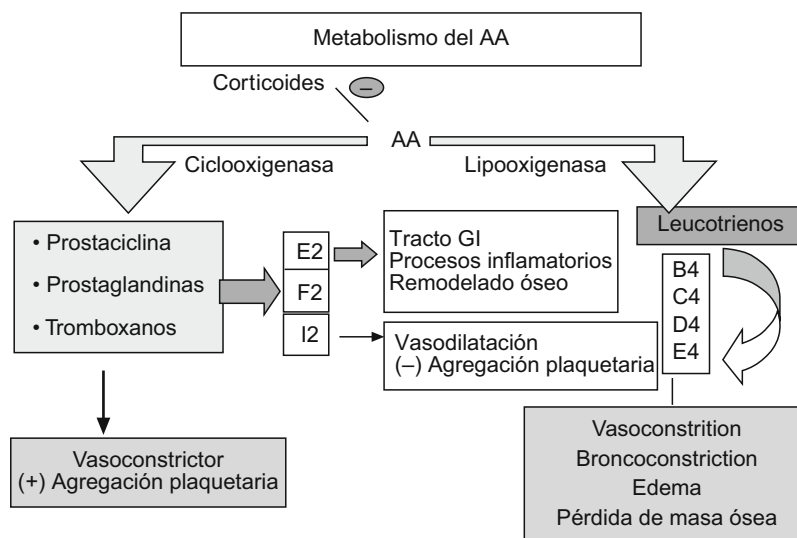 Metabolismo del AA
Corticoides
–
AA
Ciclooxigenasa
Lipooxigenasa
• Prostaciclina
• Prostaglandinas
• Tromboxanos
E2
F2
I2
Tracto GI
Procesos inflamatorios
Remodelado óseo
Vasodilatación
(–) Agregación plaquetaria
Leucotrienos
B4
C4
D4
E4
Vasoconstrictor
(+) Agregación plaquetaria
Vasoconstrition
Broncoconstriction
Edema
Pérdida de masa ósea